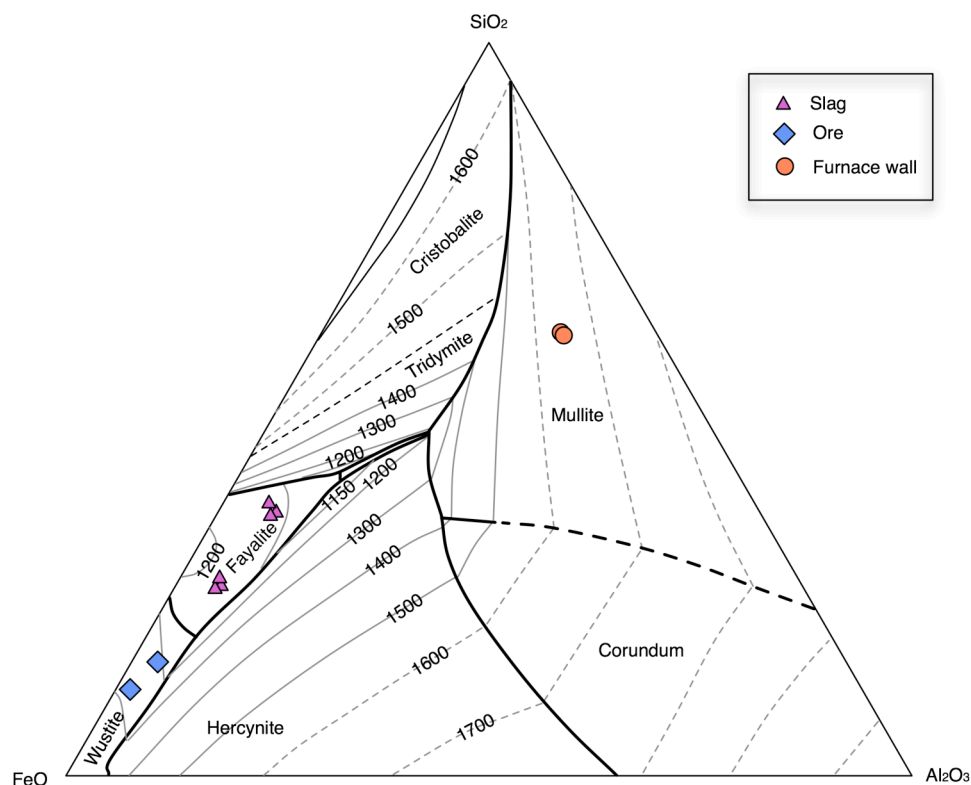 SiO₂
Slag
Ore
Furnace wall
1600
Cristobalite
1500
Tridymite
1400
1300
1200
Mullite
1150
1200
1300
1200
Fayalite
1400
1500
1600
Corundum
1700
Hercynite
Wustite
FeO
Al₂O₃